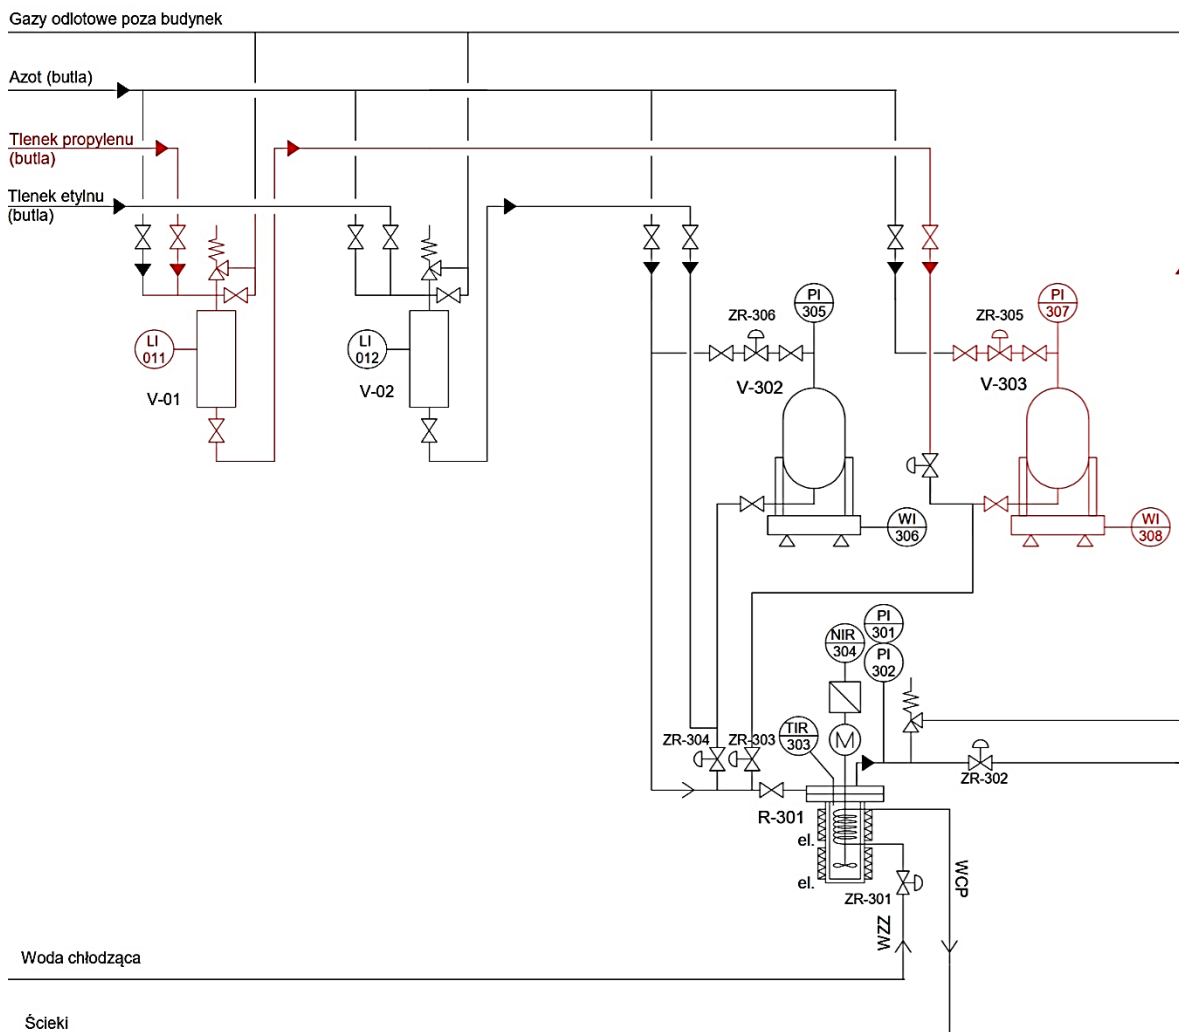 Gazy odlotowe poza budynek
Azot (butla)
Tlenek propylenu
(butla)
Tlenek etylnu
(butla)
LI
011
V-01
LI
012
V-02
ZR-306
PI
305
V-302
WI
306
ZR-305
PI
307
V-303
WI
308
PI
301
NIR
304
PI
302
ZR-304
ZR-303
TIR
303
M
ZR-302
R-301
el.
el.
ZR-301
WZZ
WCP
Woda chłodząca
Ścieki